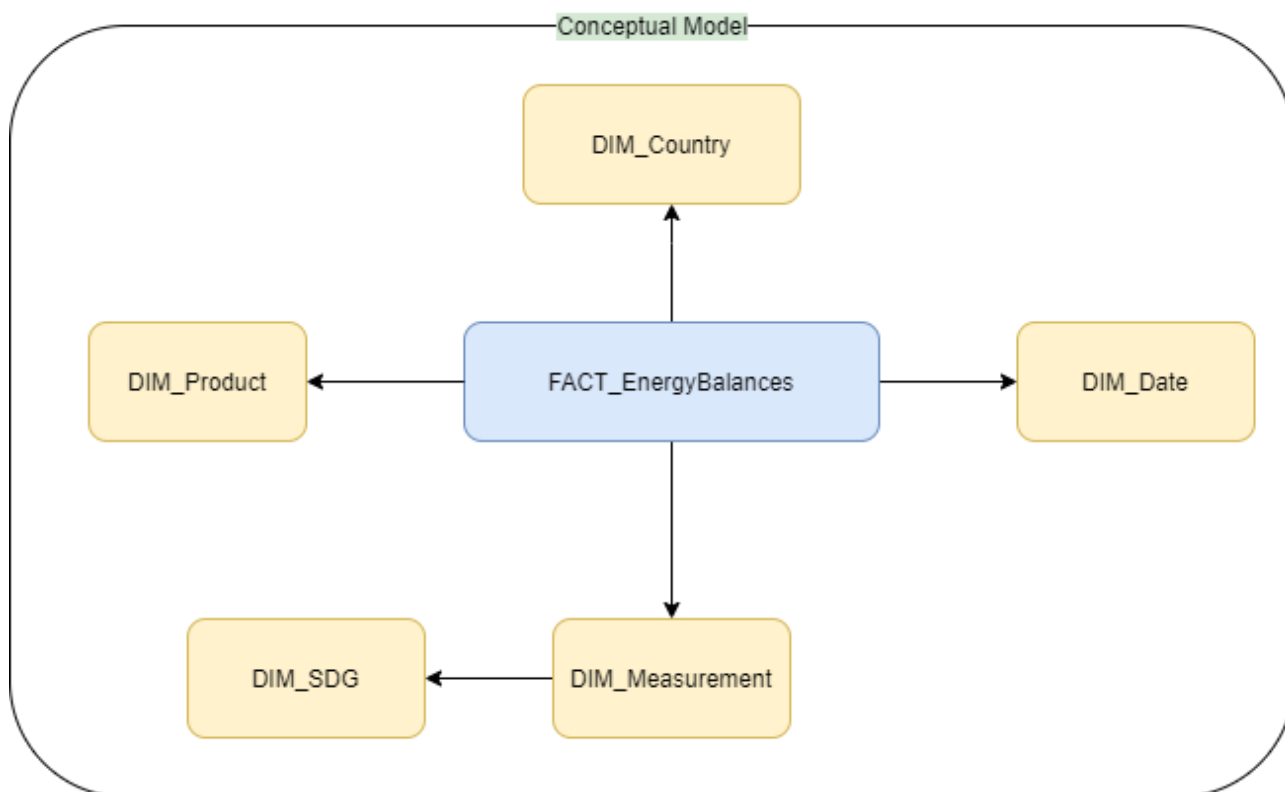 Conceptual Model
DIM_Country
DIM_Product
FACT_EnergyBalances
DIM_Date
DIM_SDG
DIM_Measurement